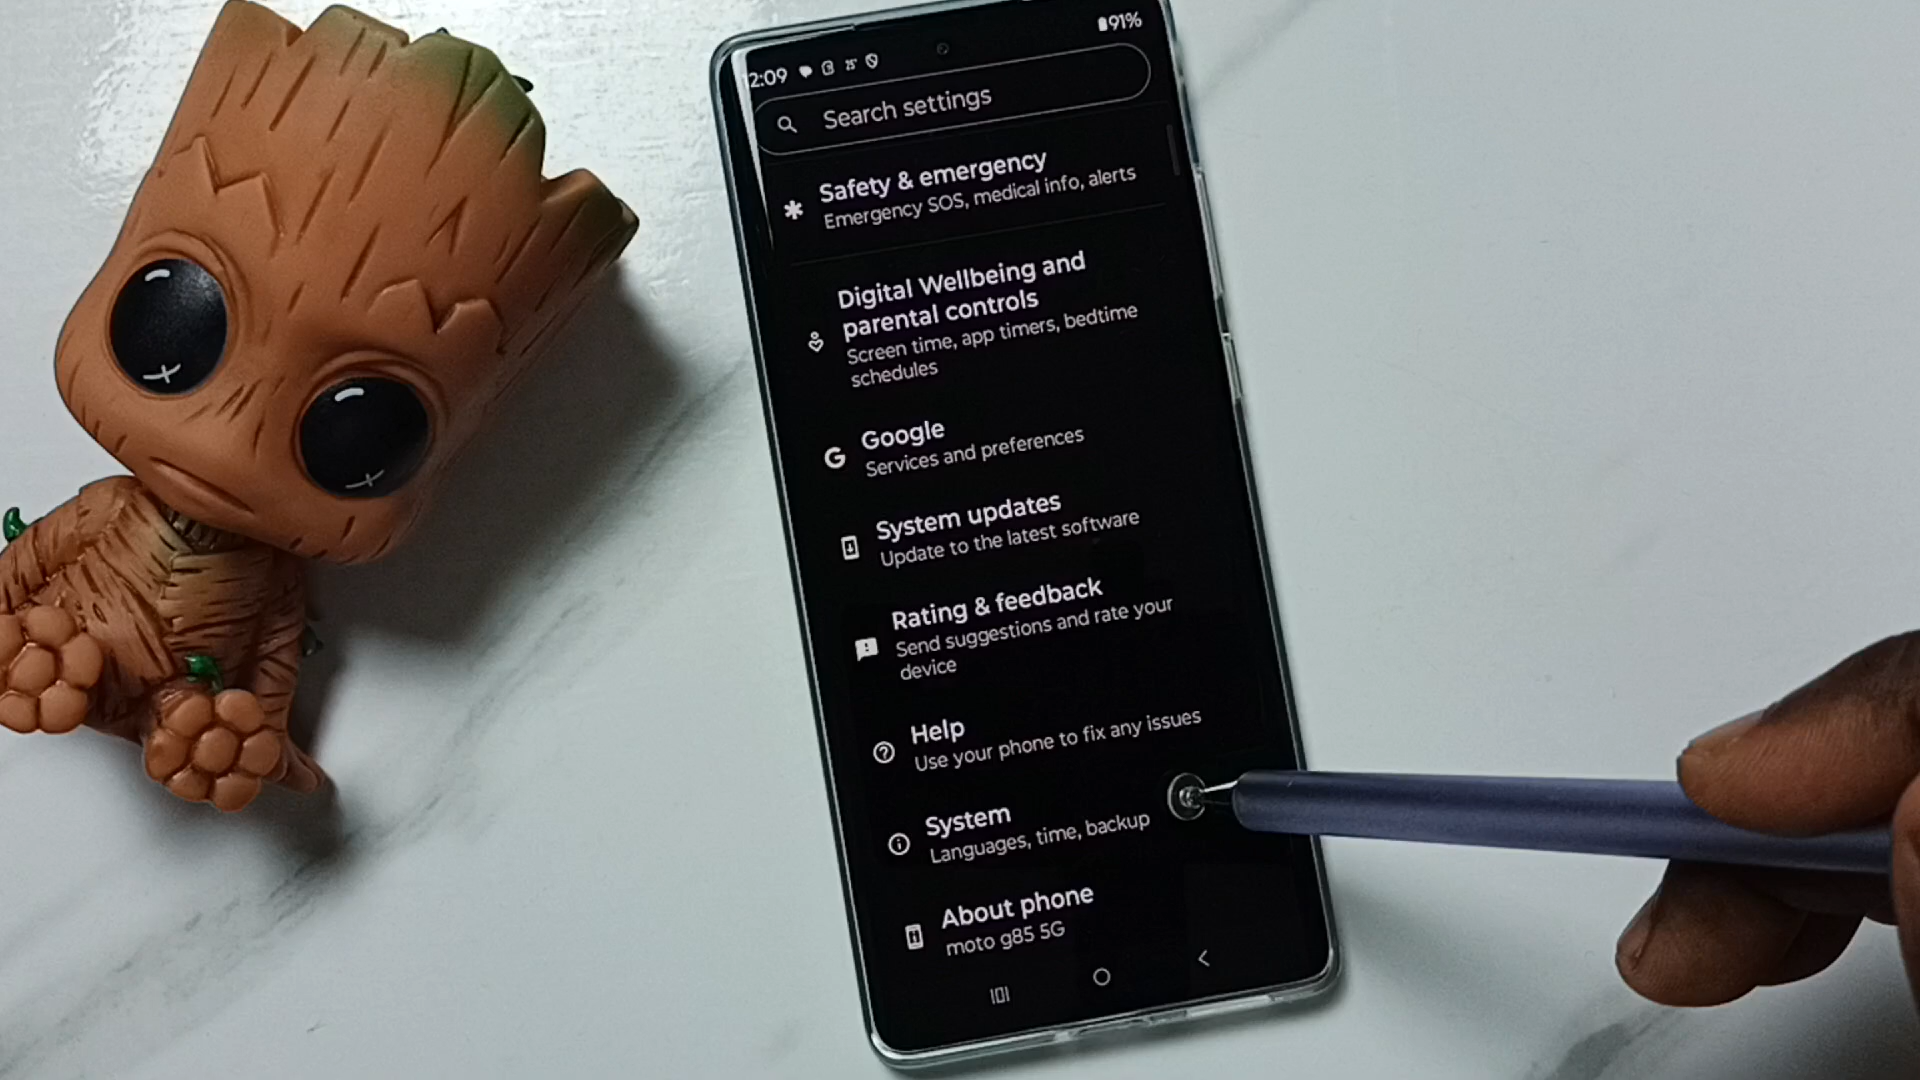 12:09
91%
Search settings
Safety & emergency
Emergency SOS, medical info, alerts
Digital Wellbeing and
parental controls
Screen time, app timers, bedtime
schedules
Google
Services and preferences
System updates
Update to the latest software
Rating & feedback
Send suggestions and rate your
device
Help
Use your phone to fix any issues
System
Languages, time, backup
About phone
moto g85 5G